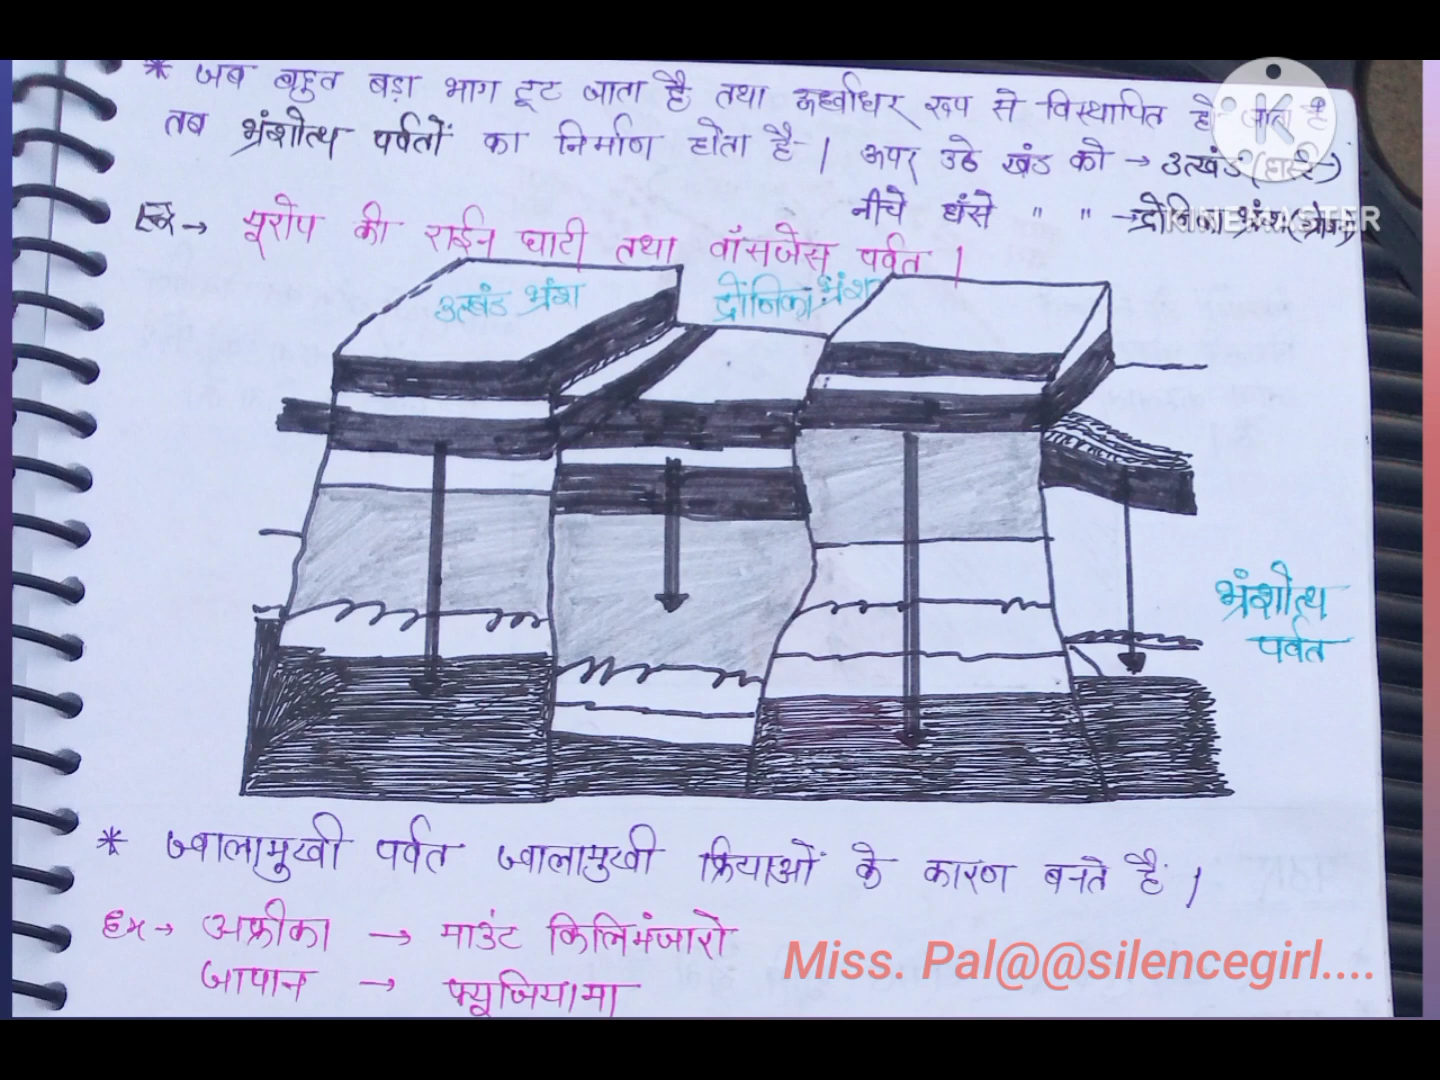 * जब बहुत बड़ा भाग टूट जाता है तथा ऊर्ध्वाधर रूप से विस्थापित हो जाता है
तब भ्रंशोत्थ पर्वतों का निर्माण होता है। ऊपर उठे खंड को → उत्खंड (हार्स्ट)
नीचे धंसे " " → द्रोणिका भ्रंश
Ex → यूरोप की राईन घाटी तथा वॉसजेस पर्वत।
उत्खंड भ्रंश
द्रोणिका भ्रंश
भ्रंशोत्थ
पर्वत
* ज्वालामुखी पर्वत ज्वालामुखी क्रियाओं के कारण बनते हैं।
Ex → अफ्रीका → माउंट किलिमंजारो
जापान → फ्यूजियामा
K
KINEMASTER
Miss. Pal@@silencegirl....